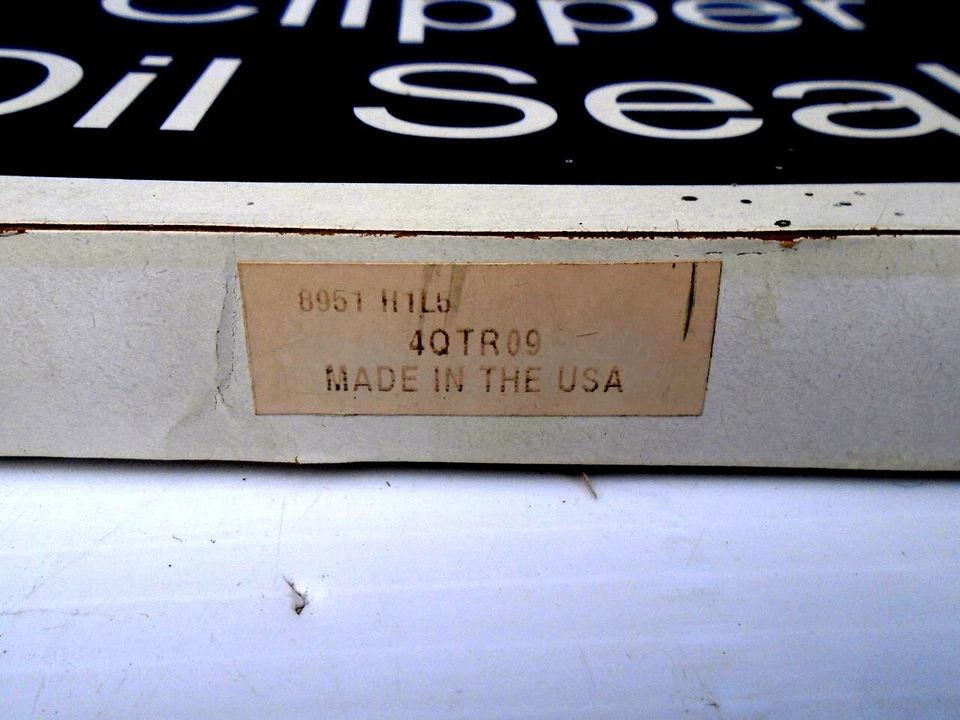 Clipper
Oil Seal
8951 H1L5
4QTR09
MADE IN THE USA